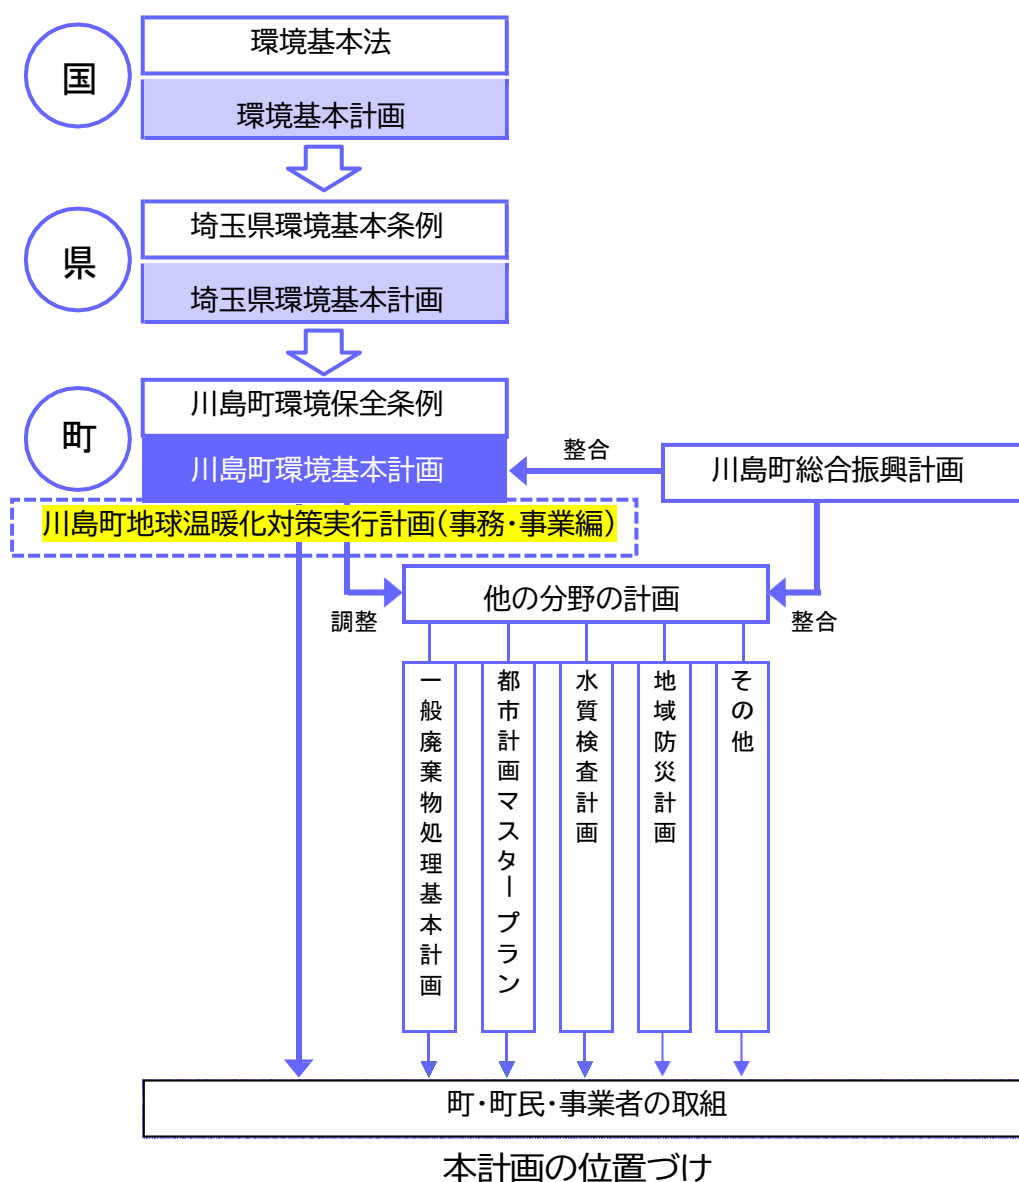 国
環境基本法
環境基本計画
県
埼玉県環境基本条例
埼玉県環境基本計画
町
川島町環境保全条例
川島町環境基本計画
整合
川島町総合振興計画
川島町地球温暖化対策実行計画(事務・事業編)
調整
他の分野の計画
整合
一般廃棄物処理基本計画
都市計画マスタープラン
水質検査計画
地域防災計画
その他
町・町民・事業者の取組
本計画の位置づけ